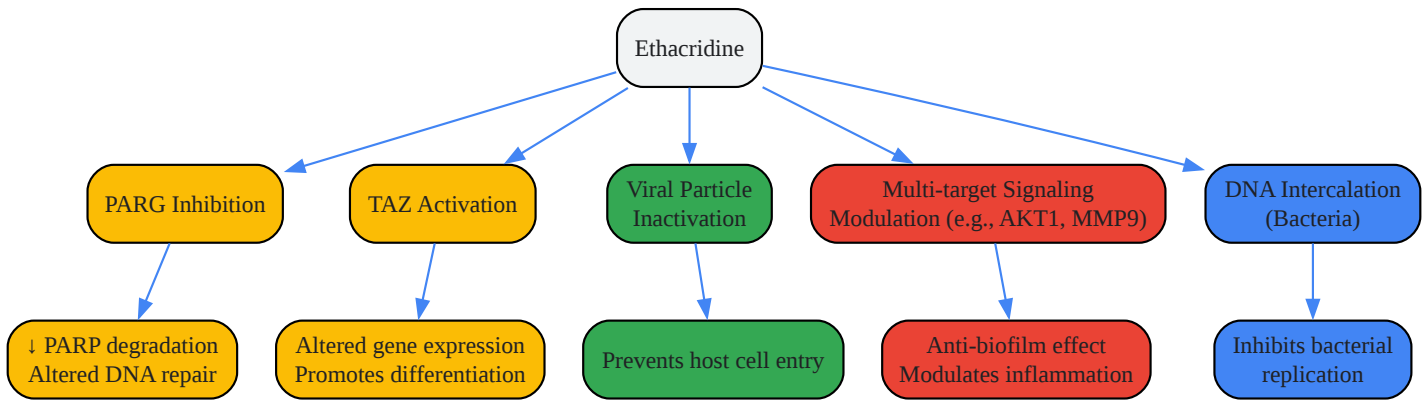 Ethacridine
PARG Inhibition
TAZ Activation
Viral Particle
Inactivation
Multi-target Signaling
Modulation (e.g., AKT1, MMP9)
DNA Intercalation
(Bacteria)
↓ PARP degradation
Altered DNA repair
Altered gene expression
Promotes differentiation
Prevents host cell entry
Anti-biofilm effect
Modulates inflammation
Inhibits bacterial
replication